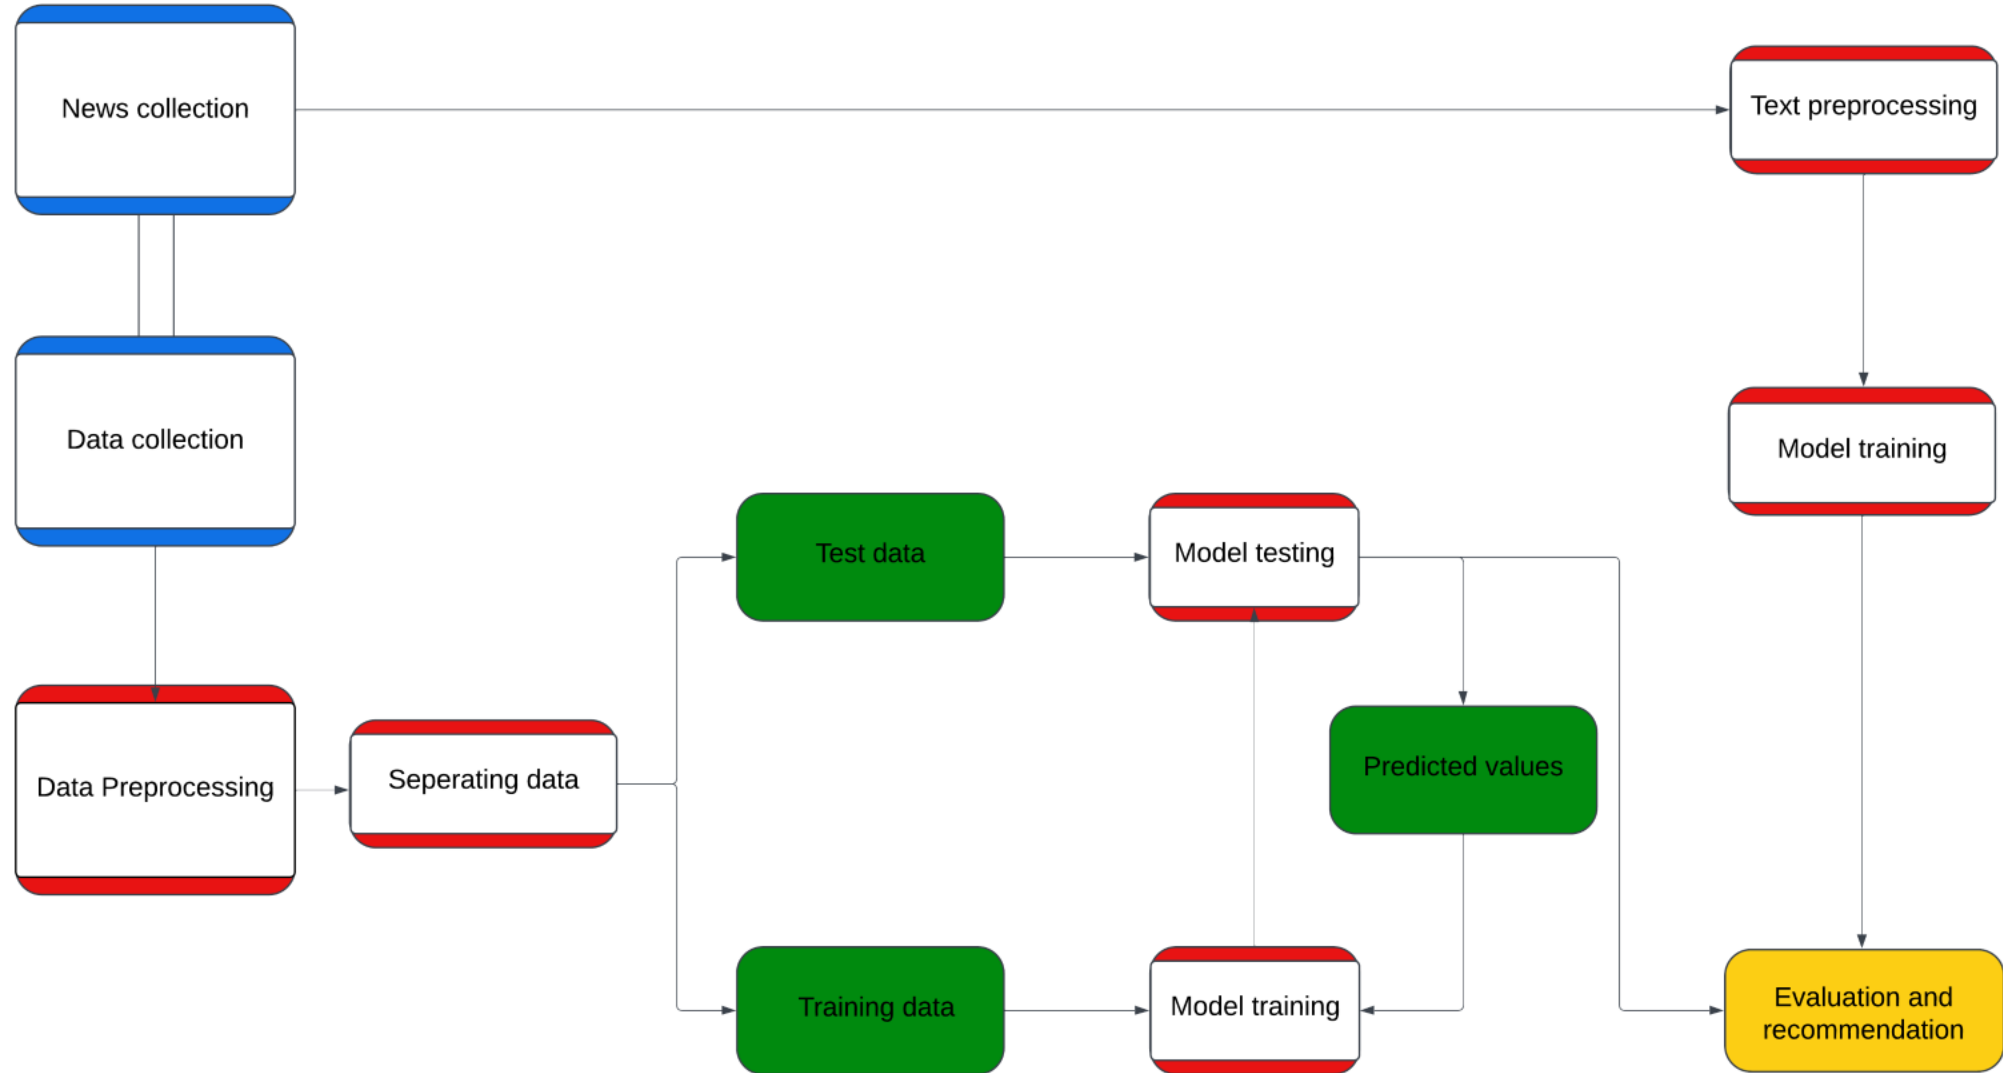 News collection
Text preprocessing
Data collection
Model training
Test data
Model testing
Data Preprocessing
Seperating data
Predicted values
Training data
Model training
Evaluation and
recommendation